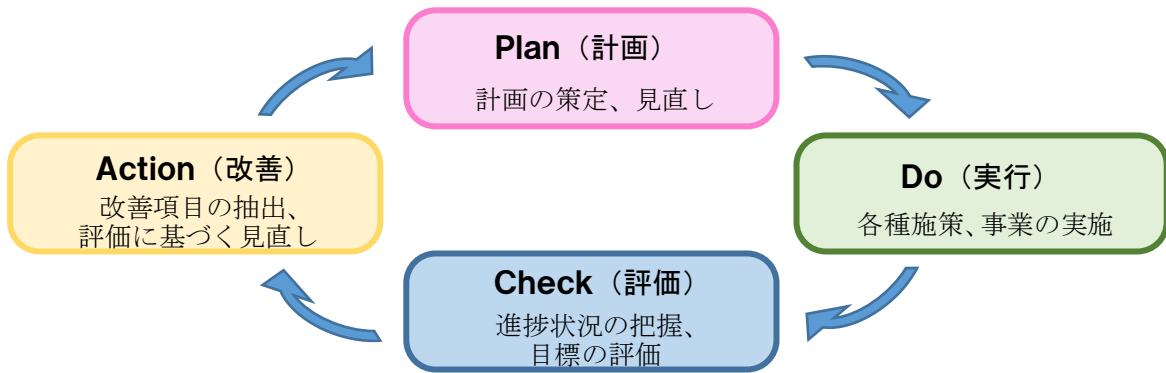 Plan（計画）
計画の策定、見直し
Do（実行）
各種施策、事業の実施
Check（評価）
進捗状況の把握、
目標の評価
Action（改善）
改善項目の抽出、
評価に基づく見直し